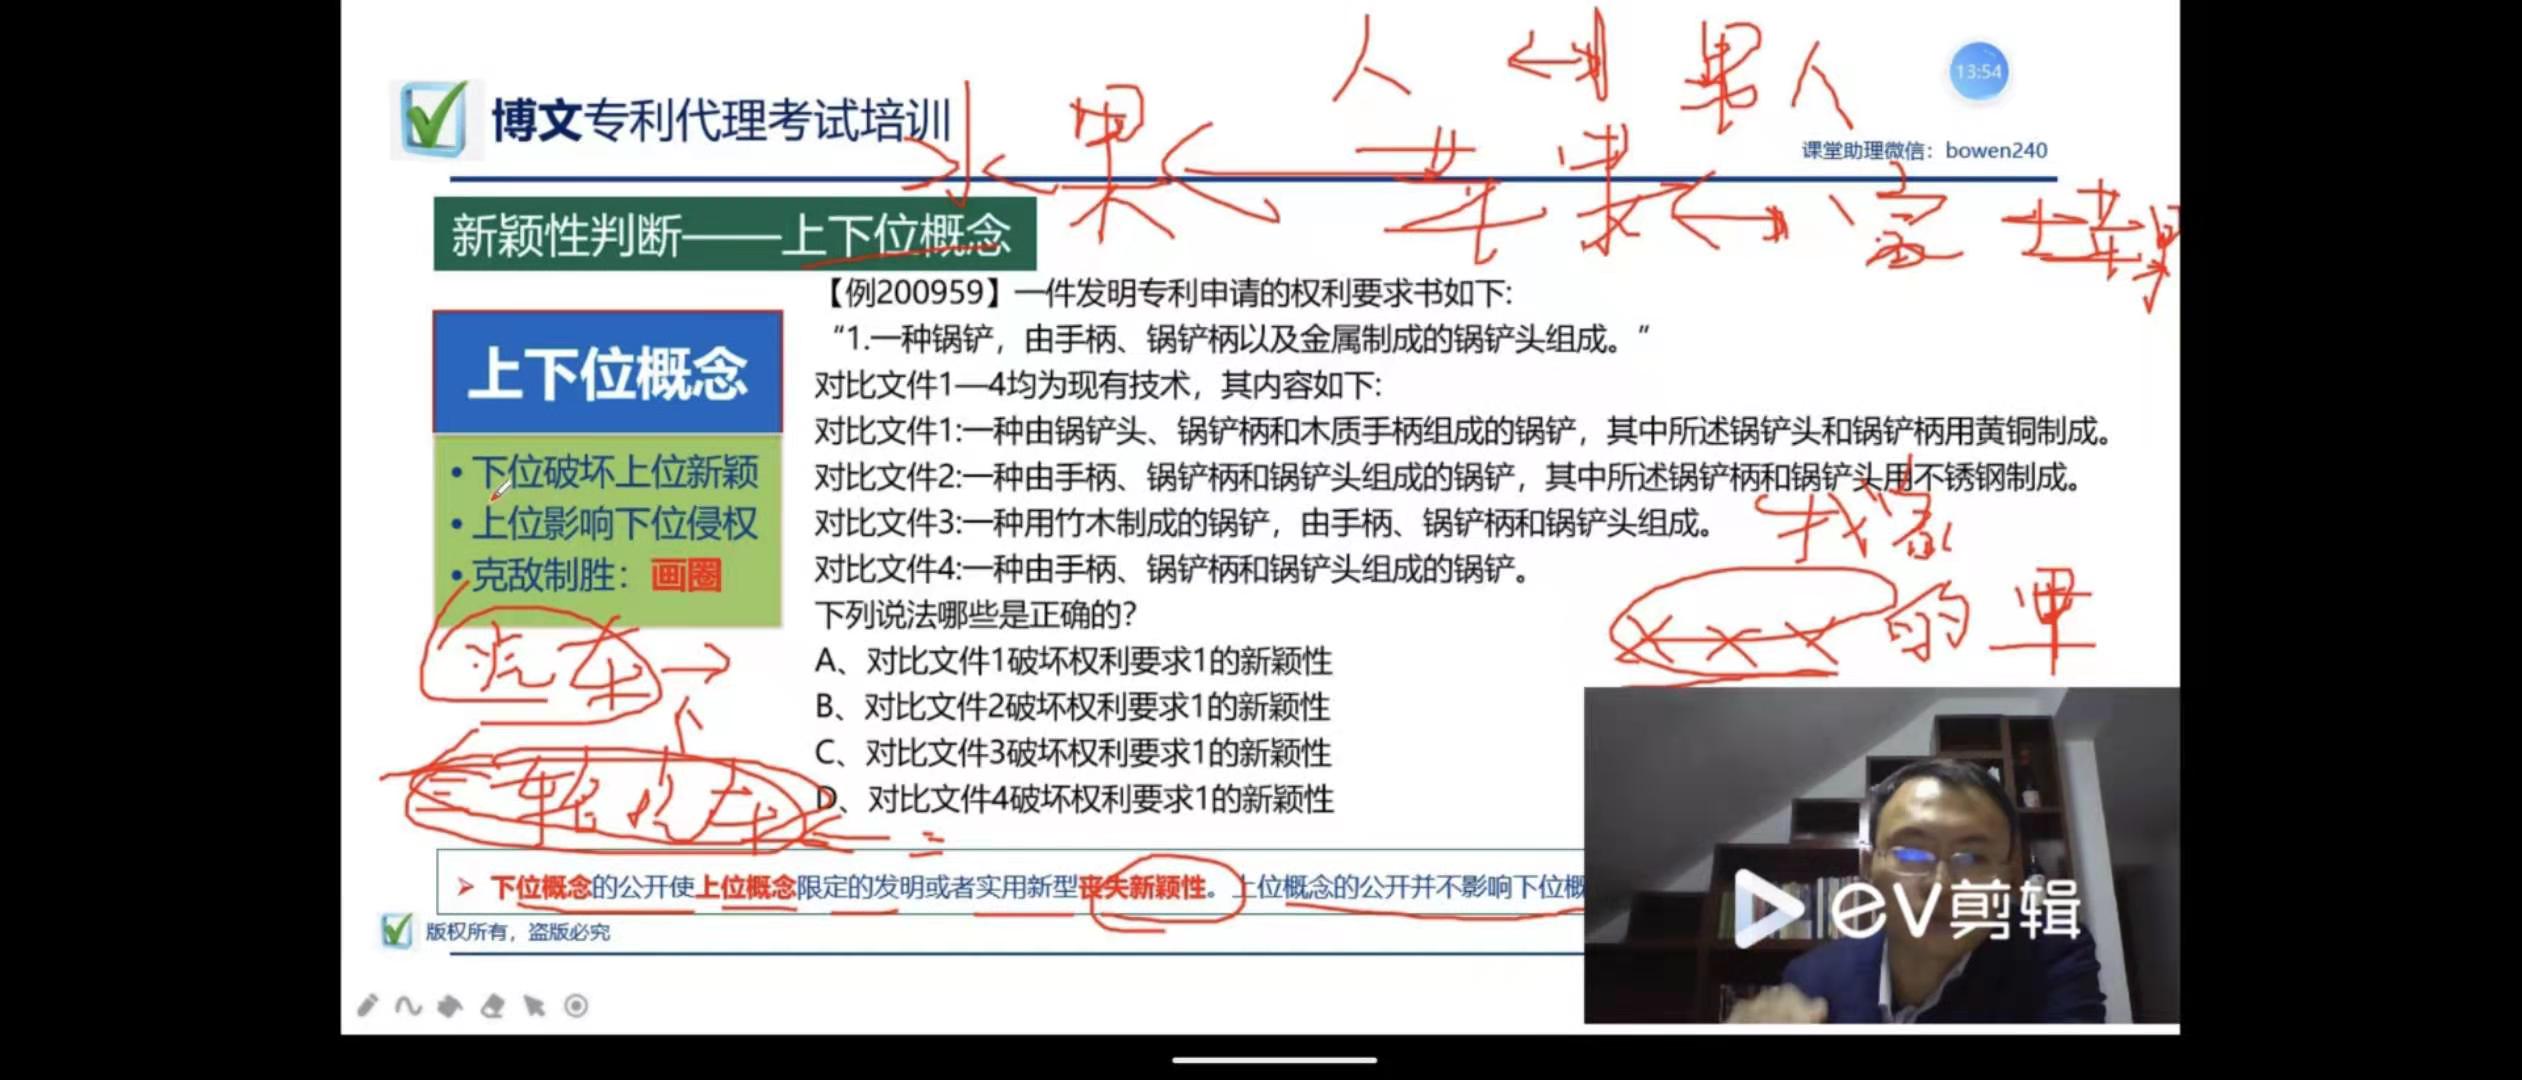 博文专利代理考试培训
人 男人
13:54
课堂助理微信：bowen240
水果 苹果
新颖性判断——上下位概念
【例200959】一件发明专利申请的权利要求书如下:
“1.一种锅铲，由手柄、锅铲柄以及金属制成的锅铲头组成。”
对比文件1—4均为现有技术，其内容如下:
对比文件1:一种由锅铲头、锅铲柄和木质手柄组成的锅铲，其中所述锅铲头和锅铲柄用黄铜制成。
对比文件2:一种由手柄、锅铲柄和锅铲头组成的锅铲，其中所述锅铲柄和锅铲头用不锈钢制成。
对比文件3:一种用竹木制成的锅铲，由手柄、锅铲柄和锅铲头组成。
对比文件4:一种由手柄、锅铲柄和锅铲头组成的锅铲。
下列说法哪些是正确的？
A、对比文件1破坏权利要求1的新颖性
B、对比文件2破坏权利要求1的新颖性
C、对比文件3破坏权利要求1的新颖性
D、对比文件4破坏权利要求1的新颖性
上下位概念
• 下位破坏上位新颖
• 上位影响下位侵权
• 克敌制胜：画圈
我家
的
汽车
三轮汽车
下位概念的公开使上位概念限定的发明或者实用新型丧失新颖性。上位概念的公开并不影响下位概
版权所有，盗版必究
ev剪辑